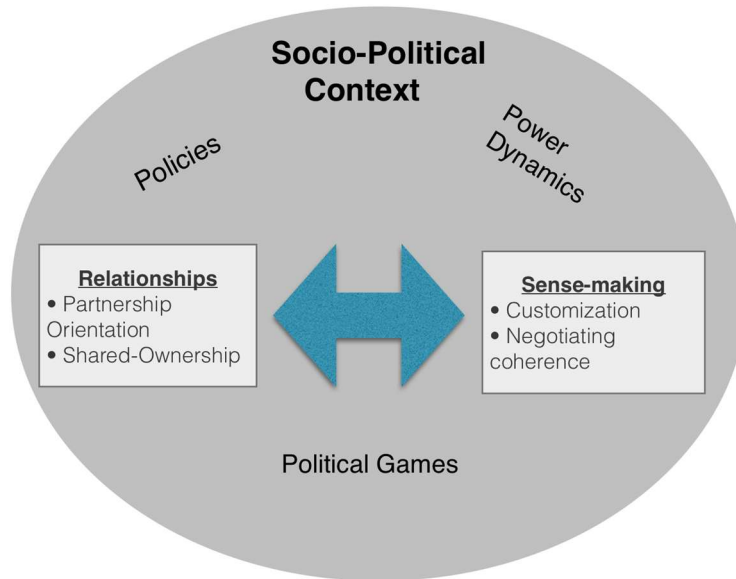 Socio-Political
Context
Policies
Power
Dynamics
Relationships
• Partnership
Orientation
• Shared-Ownership
Sense-making
• Customization
• Negotiating
coherence
Political Games